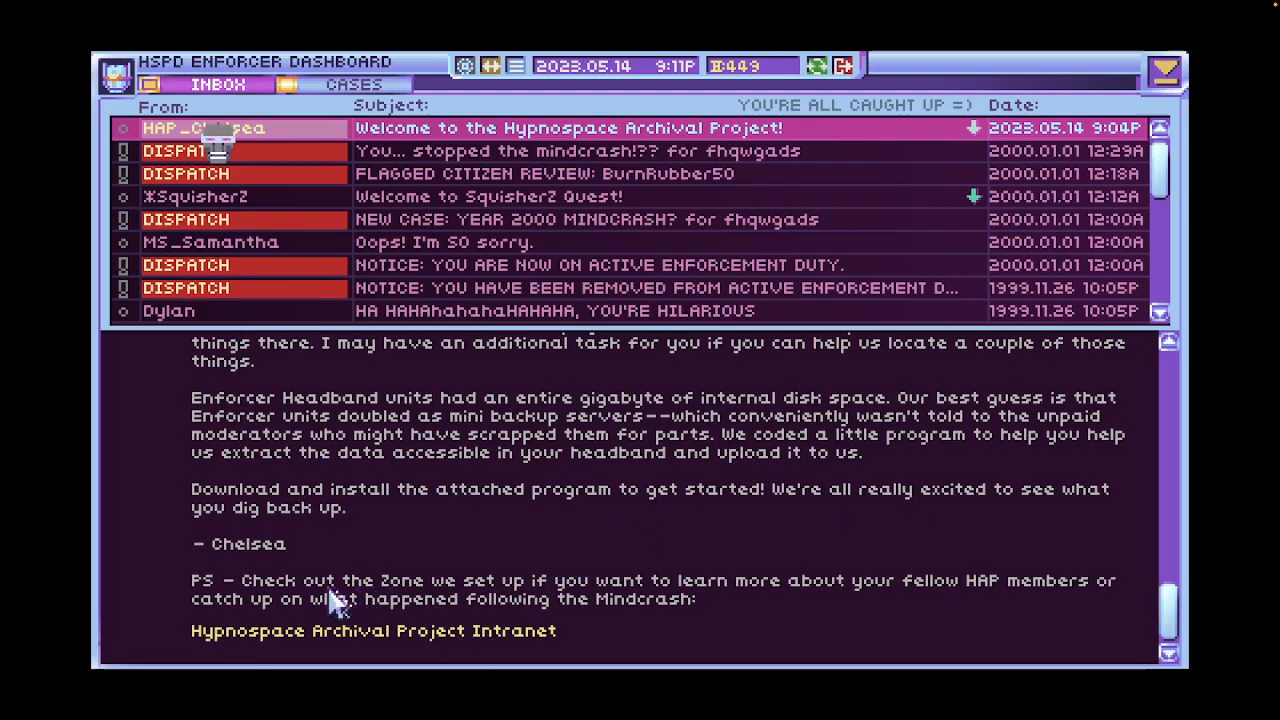 HSPD ENFORCER DASHBOARD
2023.05.14 9:11P
449
INBOX CASES
From: Subject: YOU'RE ALL CAUGHT UP =) Date:
Welcome to the Hypnospace Archival Project! 2023.05.14 9:04P
You... stopped the mindcrash!?? for fhqwgads 2000.01.01 12:29A
DISPATCH FLAGGED CITIZEN REVIEW: BurnRubber50 2000.01.01 12:18A
ӜSquisherZ Welcome to SquisherZ Quest! 2000.01.01 12:12A
DISPATCH NEW CASE: YEAR 2000 MINDCRASH? for fhqwgads 2000.01.01 12:00A
MS_Samantha Oops! I'm SO sorry. 2000.01.01 12:00A
DISPATCH NOTICE: YOU ARE NOW ON ACTIVE ENFORCEMENT DUTY. 2000.01.01 12:00A
DISPATCH NOTICE: YOU HAVE BEEN REMOVED FROM ACTIVE ENFORCEMENT D... 1999.11.26 10:05P
Dylan HA HAHAhahahaHAHAHA, YOU'RE HILARIOUS 1999.11.26 10:05P
things there. I may have an additional task for you if you can help us locate a couple of those
things.
Enforcer Headband units had an entire gigabyte of internal disk space. Our best guess is that
Enforcer units doubled as mini backup servers--which conveniently wasn't told to the unpaid
moderators who might have scrapped them for parts. We coded a little program to help you help
us extract the data accessible in your headband and upload it to us.
Download and install the attached program to get started! We're all really excited to see what
you dig back up.
- Chelsea
PS - Check out the Zone we set up if you want to learn more about your fellow HAP members or
catch up on what happened following the Mindcrash:
Hypnospace Archival Project Intranet